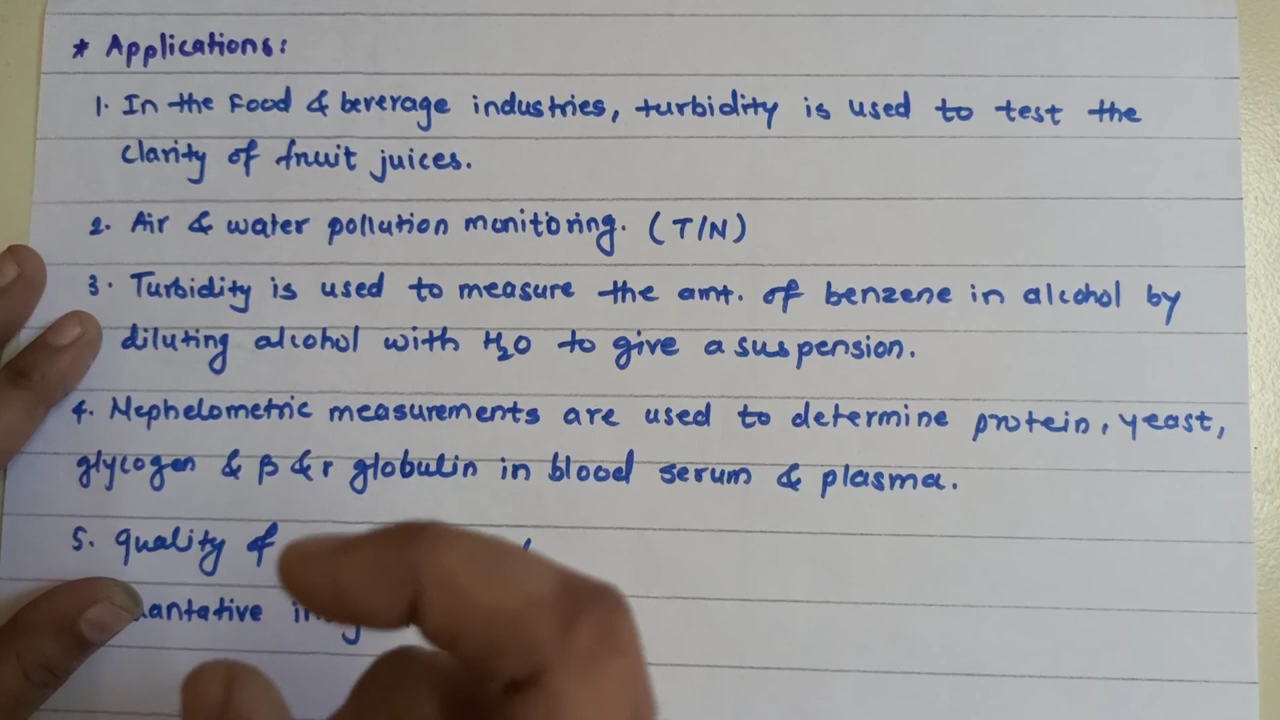 * Applications:
1. In the Food & beverage industries, turbidity is used to test the
clarity of fruit juices.
2. Air & water pollution monitoring. (T/N)
3. Turbidity is used to measure the amt. of benzene in alcohol by
diluting alcohol with H₂O to give a suspension.
4. Nephelometric measurements are used to determine protein, yeast,
glycogen & β & r globulin in blood serum & plasma.
5. quality of